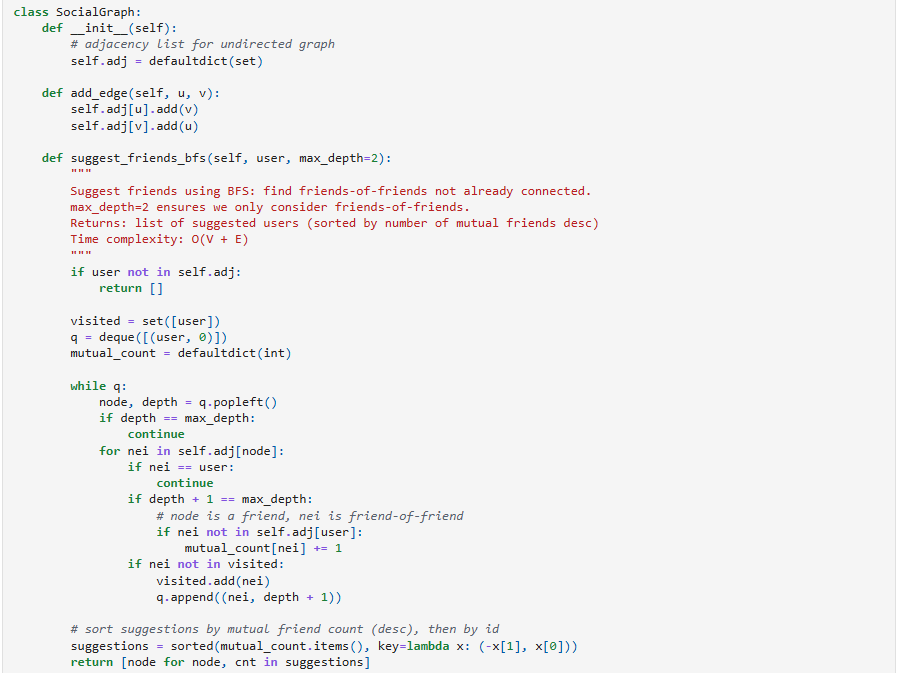 class SocialGraph:
    def __init__(self):
        # adjacency list for undirected graph
        self.adj = defaultdict(set)

    def add_edge(self, u, v):
        self.adj[u].add(v)
        self.adj[v].add(u)

    def suggest_friends_bfs(self, user, max_depth=2):
        """
        Suggest friends using BFS: find friends-of-friends not already connected.
        max_depth=2 ensures we only consider friends-of-friends.
        Returns: list of suggested users (sorted by number of mutual friends desc)
        Time complexity: O(V + E)
        """
        if user not in self.adj:
            return []

        visited = set([user])
        q = deque([(user, 0)])
        mutual_count = defaultdict(int)

        while q:
            node, depth = q.popleft()
            if depth == max_depth:
                continue
            for nei in self.adj[node]:
                if nei == user:
                    continue
                if depth + 1 == max_depth:
                    # node is a friend, nei is friend-of-friend
                    if nei not in self.adj[user]:
                        mutual_count[nei] += 1
                if nei not in visited:
                    visited.add(nei)
                    q.append((nei, depth + 1))

        # sort suggestions by mutual friend count (desc), then by id
        suggestions = sorted(mutual_count.items(), key=lambda x: (-x[1], x[0]))
        return [node for node, cnt in suggestions]